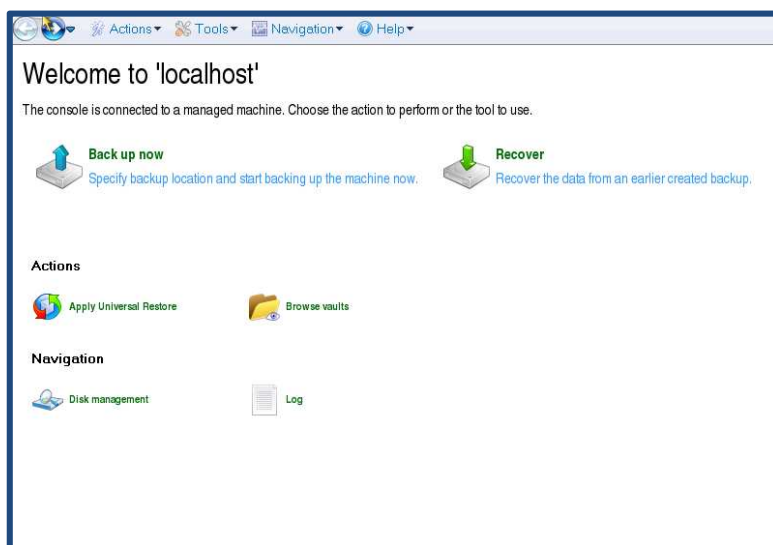 Actions Tools Navigation Help
Welcome to 'localhost'
The console is connected to a managed machine. Choose the action to perform or the tool to use.
Back up now
Specify backup location and start backing up the machine now.
Recover
Recover the data from an earlier created backup.
Actions
Apply Universal Restore
Browse vaults
Navigation
Disk management
Log